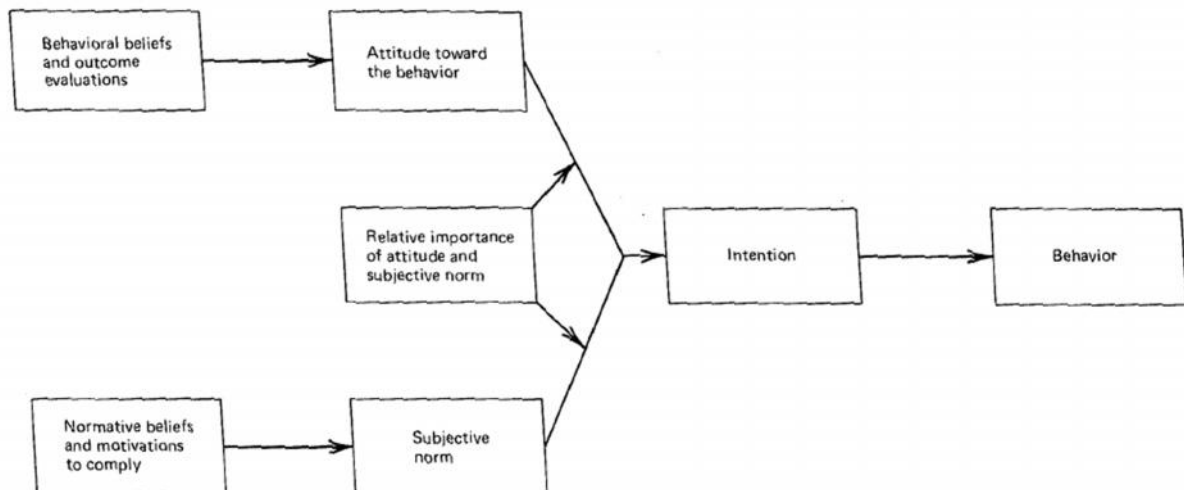 Behavioral beliefs
and outcome
evaluations
Attitude toward
the behavior
Relative importance
of attitude and
subjective norm
Intention
Behavior
Normative beliefs
and motivations
to comply
Subjective
norm